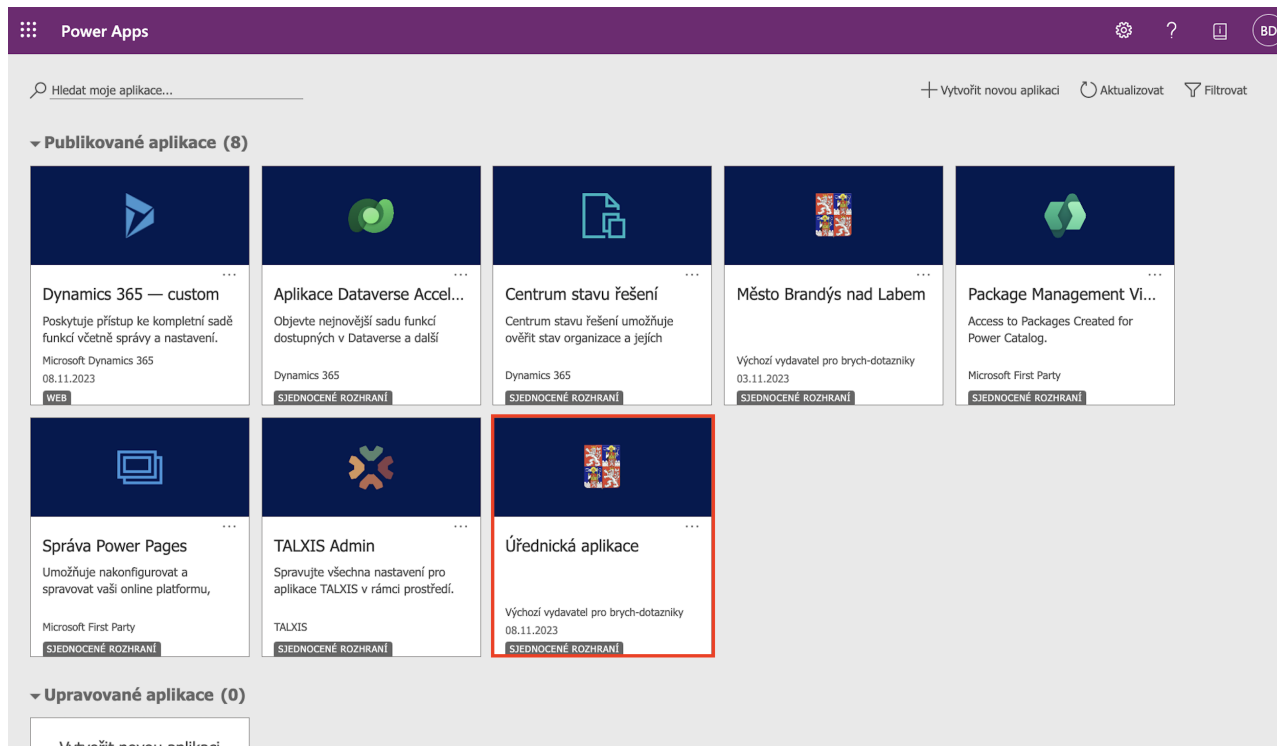 Power Apps
BD
Hledat moje aplikace...
Vytvořit novou aplikaci
Aktualizovat
Filtrovat
Publikované aplikace (8)
Dynamics 365 — custom
Poskytuje přístup ke kompletní sadě
funkcí včetně správy a nastavení.
Microsoft Dynamics 365
08.11.2023
WEB
Aplikace Dataverse Accel...
Objevte nejnovější sadu funkcí
dostupných v Dataverse a další
Dynamics 365
SJEDNOCENÉ ROZHRANÍ
Centrum stavu řešení
Centrum stavu řešení umožňuje
ověřit stav organizace a jejích
Dynamics 365
SJEDNOCENÉ ROZHRANÍ
Město Brandýs nad Labem
Výchozí vydavatel pro brych-dotazniky
03.11.2023
SJEDNOCENÉ ROZHRANÍ
Package Management Vi...
Access to Packages Created for
Power Catalog.
Microsoft First Party
SJEDNOCENÉ ROZHRANÍ
Správa Power Pages
Umožňuje nakonfigurovat a
spravovat vaši online platformu,
Microsoft First Party
SJEDNOCENÉ ROZHRANÍ
TALXIS Admin
Spravujte všechna nastavení pro
aplikace TALXIS v rámci prostředí.
TALXIS
SJEDNOCENÉ ROZHRANÍ
Úřednická aplikace
Výchozí vydavatel pro brych-dotazniky
08.11.2023
SJEDNOCENÉ ROZHRANÍ
Upravované aplikace (0)
Vytvořit novou aplikaci